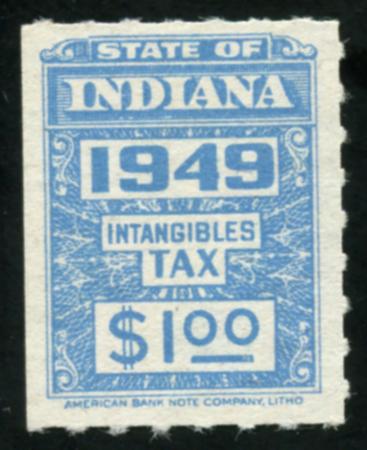 STATE OF
INDIANA
1949
INTANGIBLES
TAX
$1.00
AMERICAN BANK NOTE COMPANY, LITHO